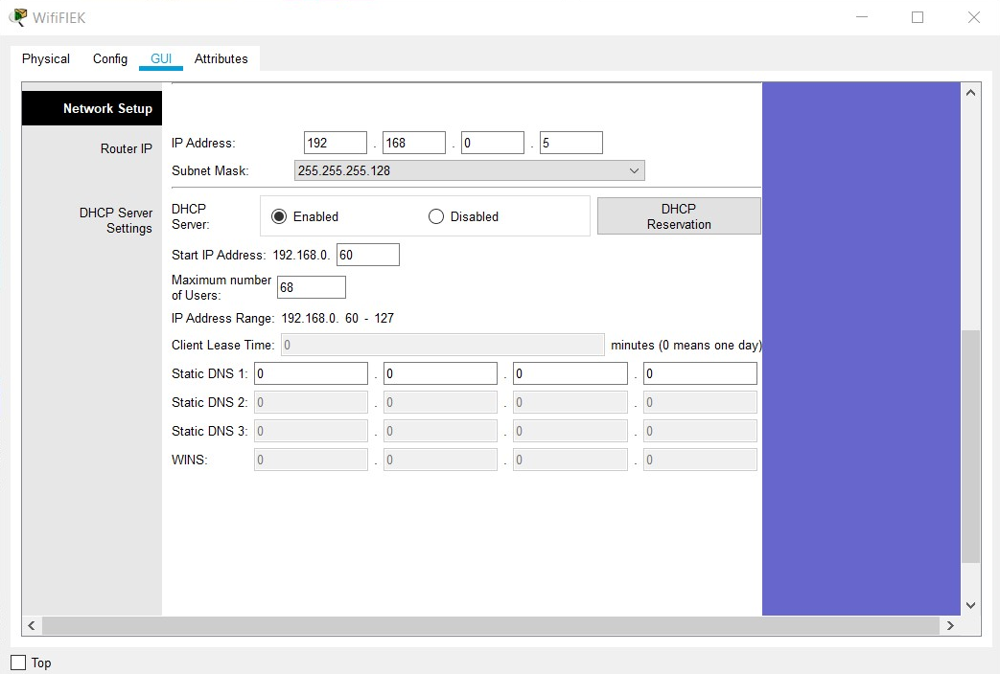 WifiFIEK
Physical Config GUI Attributes
Network Setup
Router IP
IP Address: 192 . 168 . 0 . 5
Subnet Mask: 255.255.255.128
DHCP Server Settings
DHCP Server: Enabled Disabled DHCP Reservation
Start IP Address: 192.168.0. 60
Maximum number of Users: 68
IP Address Range: 192.168.0. 60 - 127
Client Lease Time: 0 minutes (0 means one day)
Static DNS 1: 0 . 0 . 0 . 0
Static DNS 2: 0 . 0 . 0 . 0
Static DNS 3: 0 . 0 . 0 . 0
WINS: 0 . 0 . 0 . 0
Top